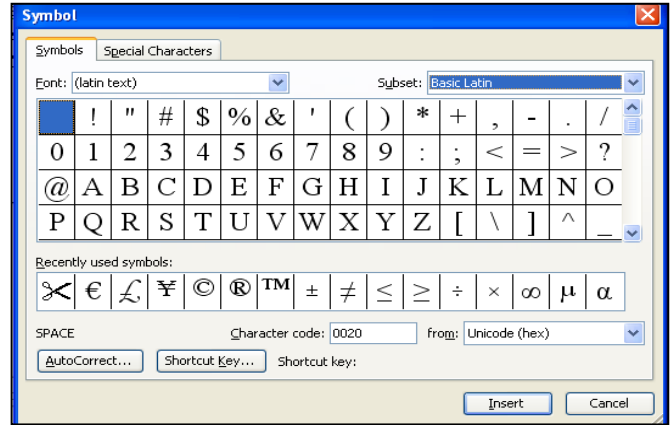 Symbol
Symbols Special Characters
Font: (latin text) Subset: Basic Latin
! " # $ % & ' ( ) * + , - . /
0 1 2 3 4 5 6 7 8 9 : ; < = > ?
@ A B C D E F G H I J K L M N O
P Q R S T U V W X Y Z [ \ ] ^ _
Recently used symbols:
✂ € £ ¥ © ® ™ ± ≠ ≤ ≥ ÷ × ∞ µ α
SPACE Character code: 0020 from: Unicode (hex)
AutoCorrect... Shortcut Key... Shortcut key:
Insert Cancel